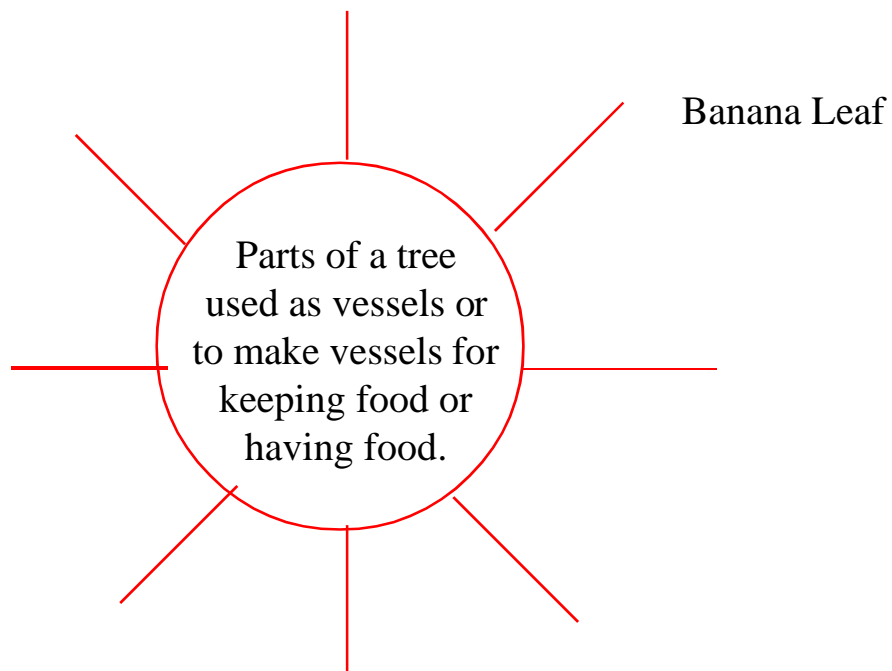 Banana Leaf
Parts of a tree
used as vessels or
to make vessels for
keeping food or
having food.